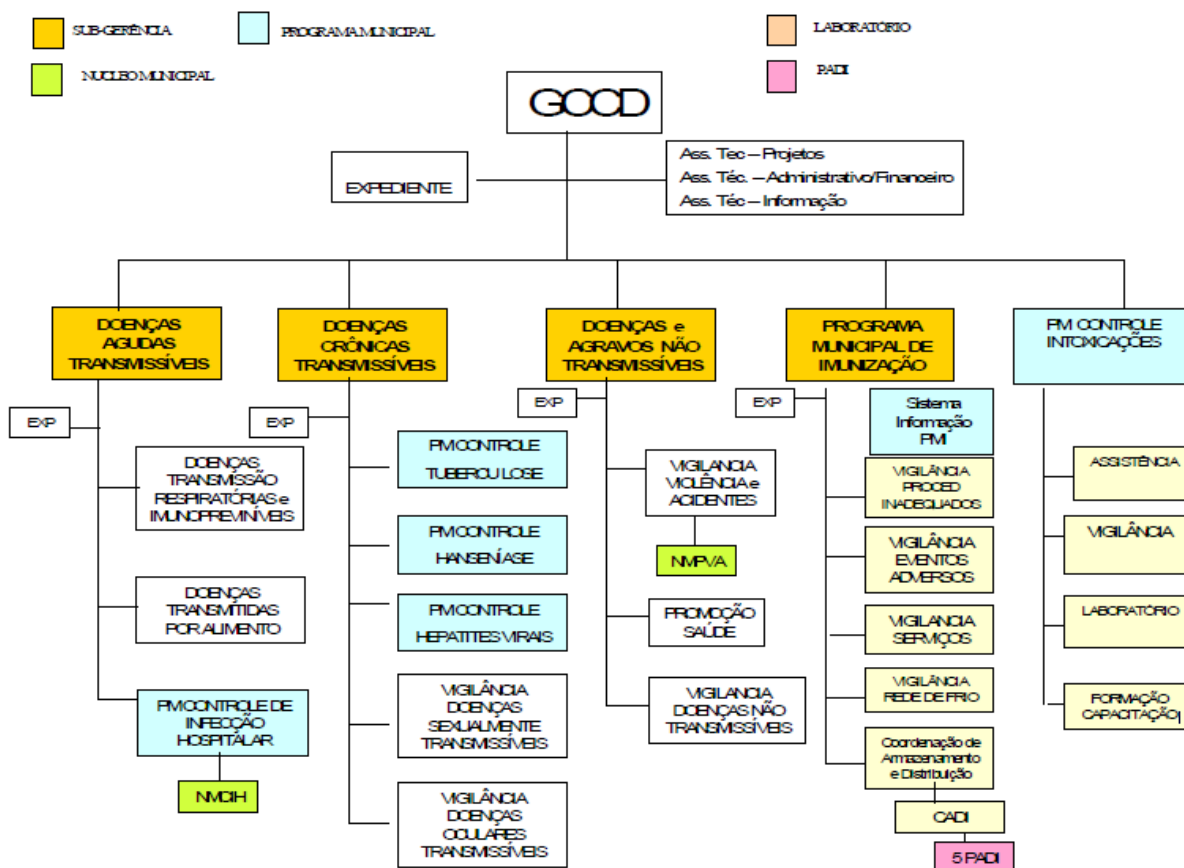 SUB-GERÊNCIA
PROGRAMA MUNICIPAL
LABORATÓRIO
NUCLEO MUNICIPAL
PADI
GCCD
EXPEDIENTE
Ass. Tec – Projetos
Ass. Téc. – Administrativo/Financeiro
Ass. Téc – Informação
DOENÇAS
AGUDAS
TRANSMISSÍVEIS
DOENÇAS
CRÔNICAS
TRANSMISSÍVEIS
DOENÇAS e
AGRAVOS NÃO
TRANSMISSÍVEIS
PROGRAMA
MUNICIPAL DE
IMUNIZAÇÃO
PM CONTROLE
INTOXICAÇÕES
EXP
DOENÇAS
TRANSMISSÃO
RESPIRATÓRIAS e
IMUNOPREVINÍVEIS
DOENÇAS
TRANSMITIDAS
POR ALIMENTO
PM CONTROLE DE
INFECÇÃO
HOSPITALAR
NMCIH
EXP
PM CONTROLE
TUBERCULOSE
PM CONTROLE
HANSENÍASE
PM CONTROLE
HEPATITES VIRAIS
VIGILÂNCIA
DOENÇAS
SEXUALMENTE
TRANSMISSÍVEIS
VIGILÂNCIA
DOENÇAS
OCULARES
TRANSMISSÍVEIS
EXP
VIGILANCIA
VIOLÊNCIA e
ACIDENTES
NMPVA
PROMOÇÃO
SAÚDE
VIGILANCIA
DOENÇAS NÃO
TRANSMISSÍVEIS
EXP
Sistema
Informação
PMI
VIGILÂNCIA
PROCED
INADEQUADOS
VIGILÂNCIA
EVENTOS
ADVERSOS
VIGILANCIA
SERVIÇOS
VIGILÂNCIA
REDE DE FRIO
Coordenação de
Armazenamento
e Distribuição
CADI
5 PADI
ASSISTÊNCIA
VIGILÂNCIA
LABORATÓRIO
FORMAÇÃO
CAPACITAÇÃO